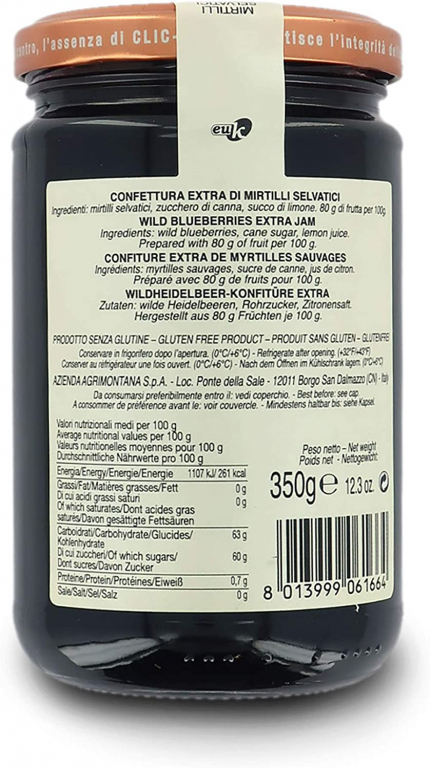 MIRTILLI
SELVATICI
contro, l'assenza di CLIC- tisce l'integrità del
CONFETTURA EXTRA DI MIRTILLI SELVATICI
Ingredienti: mirtilli selvatici, zucchero di canna, succo di limone. 80 g di frutta per 100g.
WILD BLUEBERRIES EXTRA JAM
Ingredients: wild blueberries, cane sugar, lemon juice.
Prepared with 80 g of fruit per 100 g.
CONFITURE EXTRA DE MYRTILLES SAUVAGES
Ingrédients: myrtilles sauvages, sucre de canne, jus de citron.
Préparé avec 80 g de fruits pour 100 g.
WILDHEIDELBEER-KONFITÜRE EXTRA
Zutaten: wilde Heidelbeeren, Rohrzucker, Zitronensaft.
Hergestellt aus 80 g Früchten je 100 g.
PRODOTTO SENZA GLUTINE – GLUTEN FREE PRODUCT – PRODUIT SANS GLUTEN – GLUTENFREI
Conservare in frigorifero dopo l'apertura. (0°C/+6°C) - Refrigerate after opening. (+32°F/+43°F)
Conserver au réfrigérateur une fois ouvert. (0°C/+6°C) - Nach dem Öffnen im Kühlschrank lagern. (0°C/+6°C)
AZIENDA AGRIMONTANA S.p.A. - Loc. Ponte della Sale - 12011 Borgo San Dalmazzo (CN) - Italy
Da consumarsi preferibilmente entro il: vedi coperchio. - Best before: see cap.
A consommer de préférence avant le: voir couvercle. - Mindestens haltbar bis: siehe Kapsel.
Valori nutrizionali medi per 100 g
Average nutritional values per 100 g
Valeurs nutritionnelles moyennes pour 100 g
Durchschnittliche Nährwerte pro 100 g
Energia/Energy/Energie/Energie 1107 kJ/ 261 kcal
Grassi/Fat/Matières grasses/Fett 0 g
Di cui acidi grassi saturi 0 g
Of which saturates/Dont acides gras
saturés/Davon gesättigte Fettsäuren
Carboidrati/Carbohydrate/Glucides/ 63 g
Kohlenhydrate
Di cui zuccheri/Of which sugars/ 60 g
Dont sucres/Davon Zucker
Proteine/Protein/Protéines/Eiweiß 0,7 g
Sale/Salt/Sel/Salz 0 g
Peso netto – Net weight
Poids net - Nettogewicht:
350g e 12.3 oz.
8 013999 061664